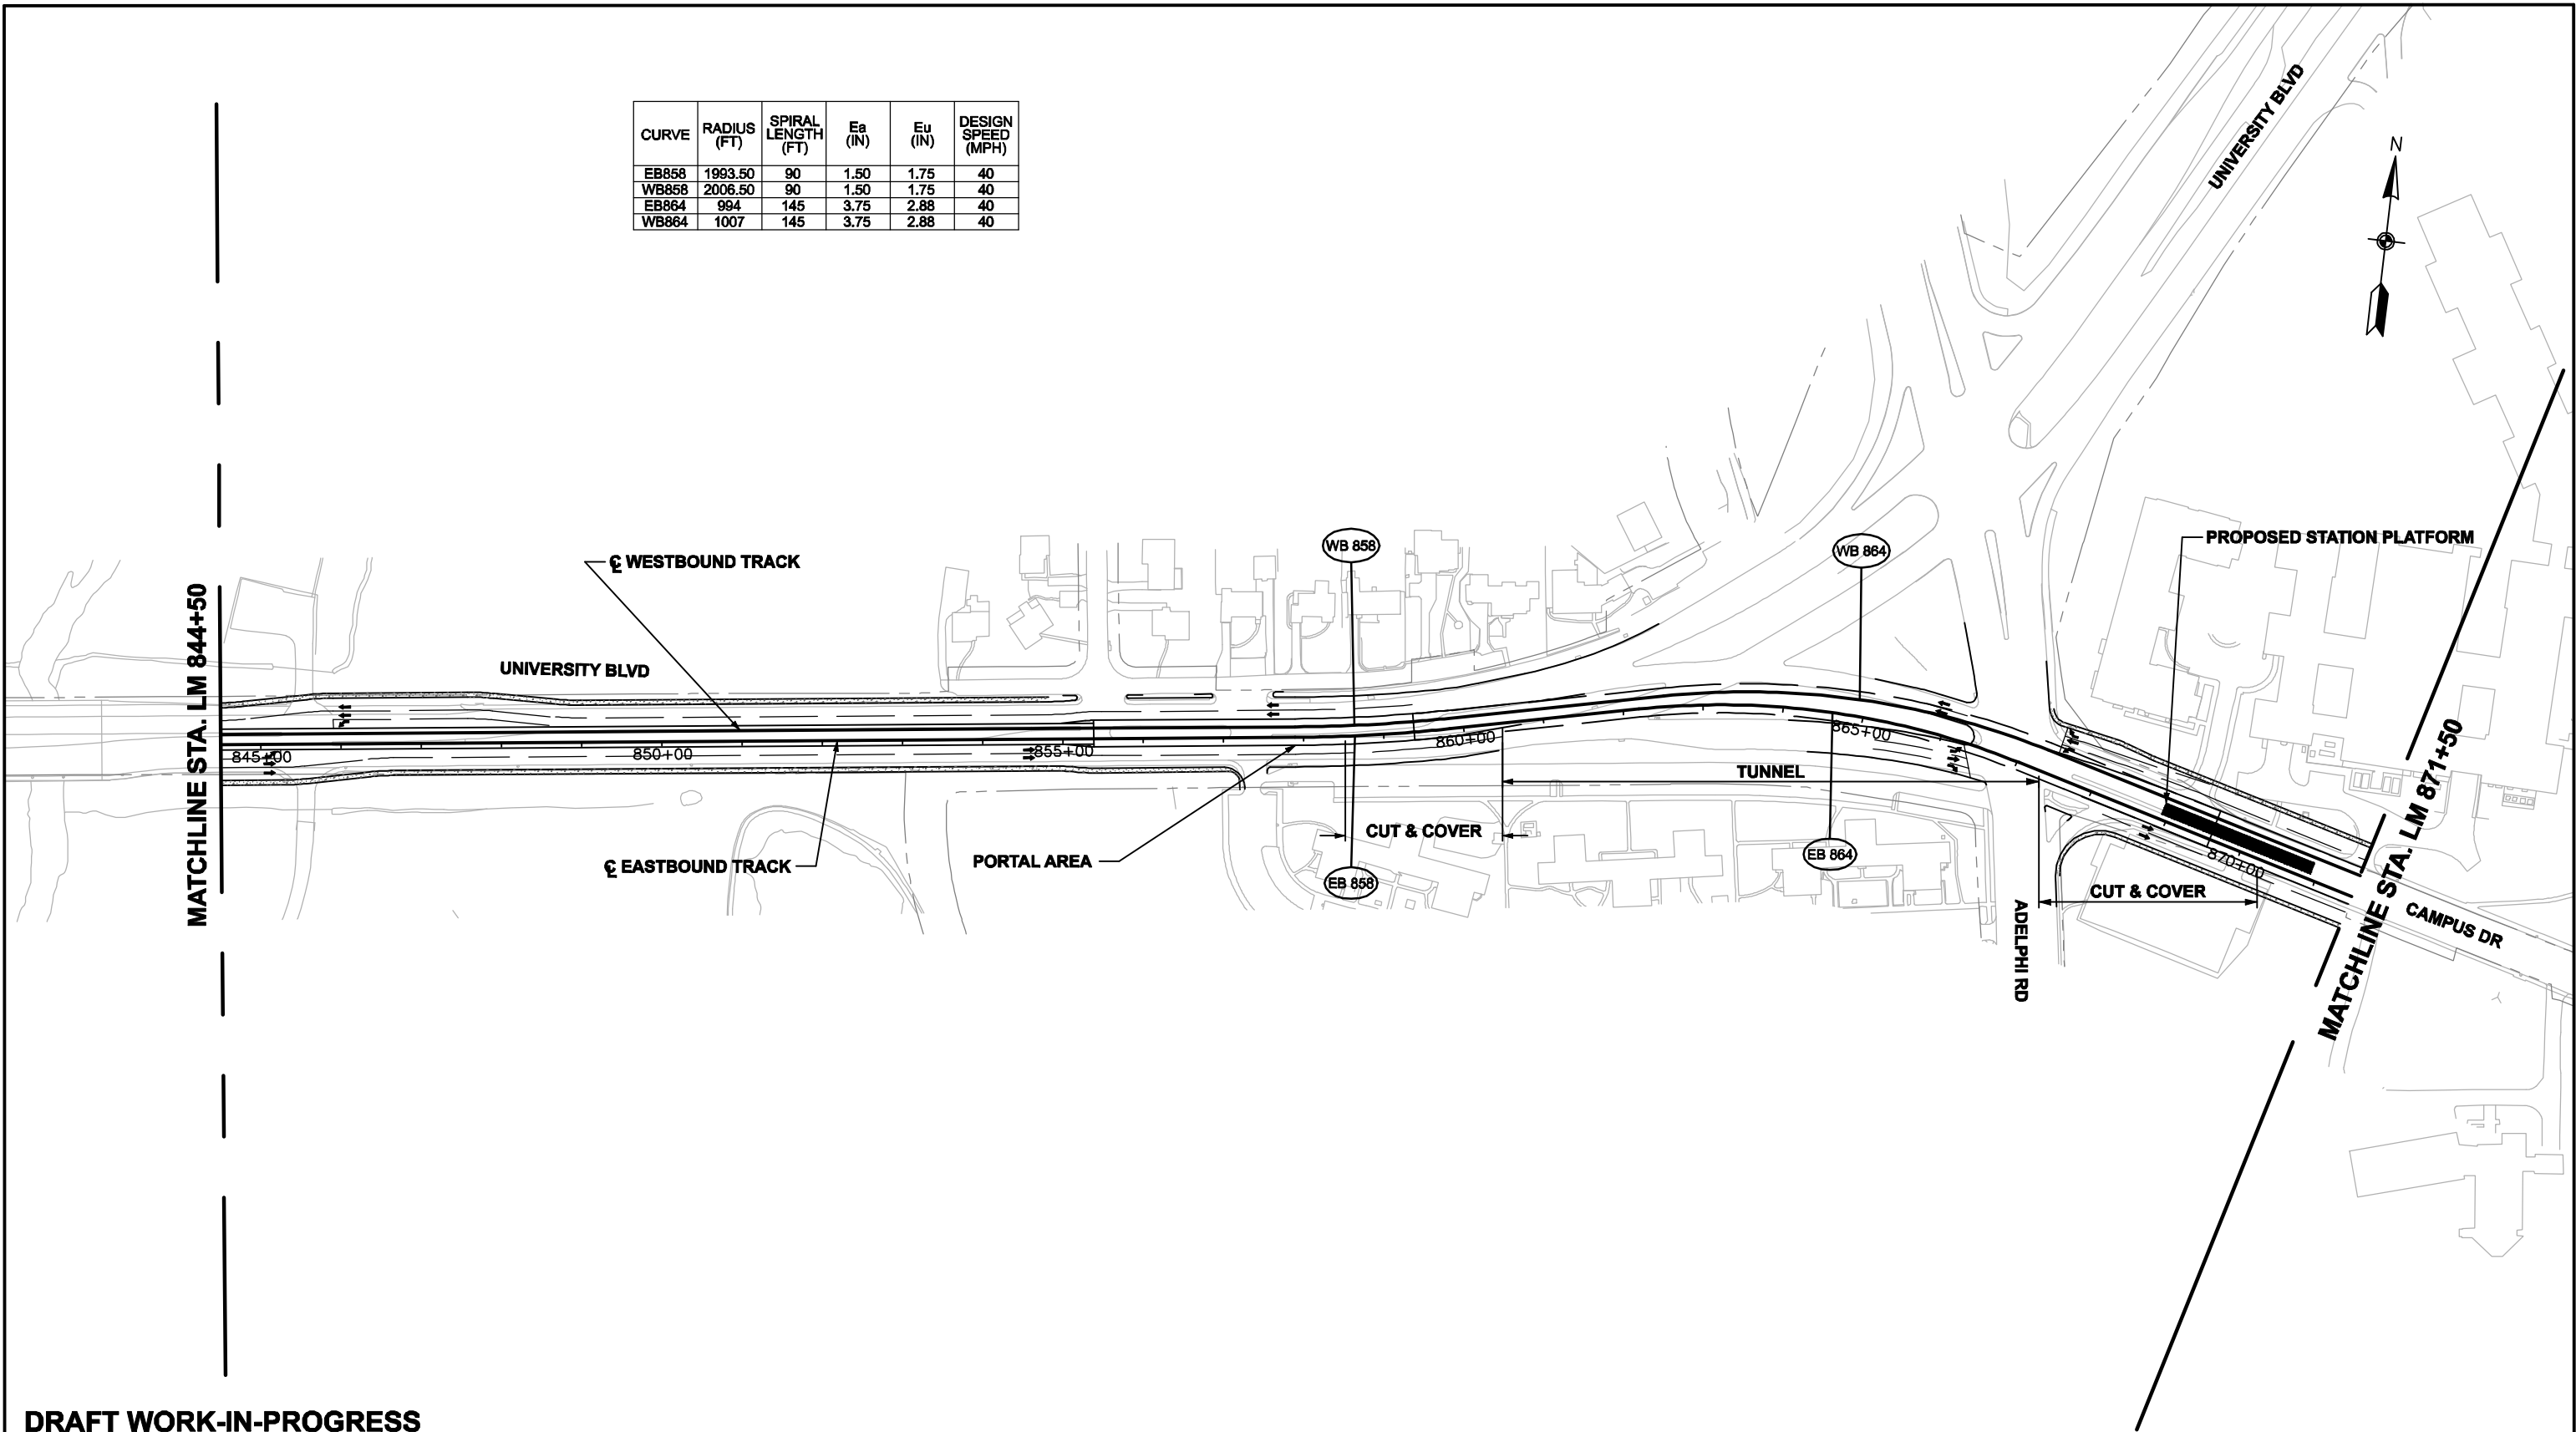 CURVE RADIUS (FT) SPIRAL LENGTH (FT) Ea (IN) Eu (IN) DESIGN SPEED (MPH)
EB858 1993.50 90 1.50 1.75 40
WB858 2006.50 90 1.50 1.75 40
EB864 994 145 3.75 2.88 40
WB864 1007 145 3.75 2.88 40
UNIVERSITY BLVD
N
MATCHLINE STA. LM 844+50
℄ WESTBOUND TRACK
UNIVERSITY BLVD
WB 858
WB 864
PROPOSED STATION PLATFORM
845+00
850+00
855+00
860+00
865+00
870+00
TUNNEL
CUT & COVER
℄ EASTBOUND TRACK
PORTAL AREA
EB 858
EB 864
CUT & COVER
ADELPHI RD
CAMPUS DR
MATCHLINE STA. LM 871+50
DRAFT WORK-IN-PROGRESS